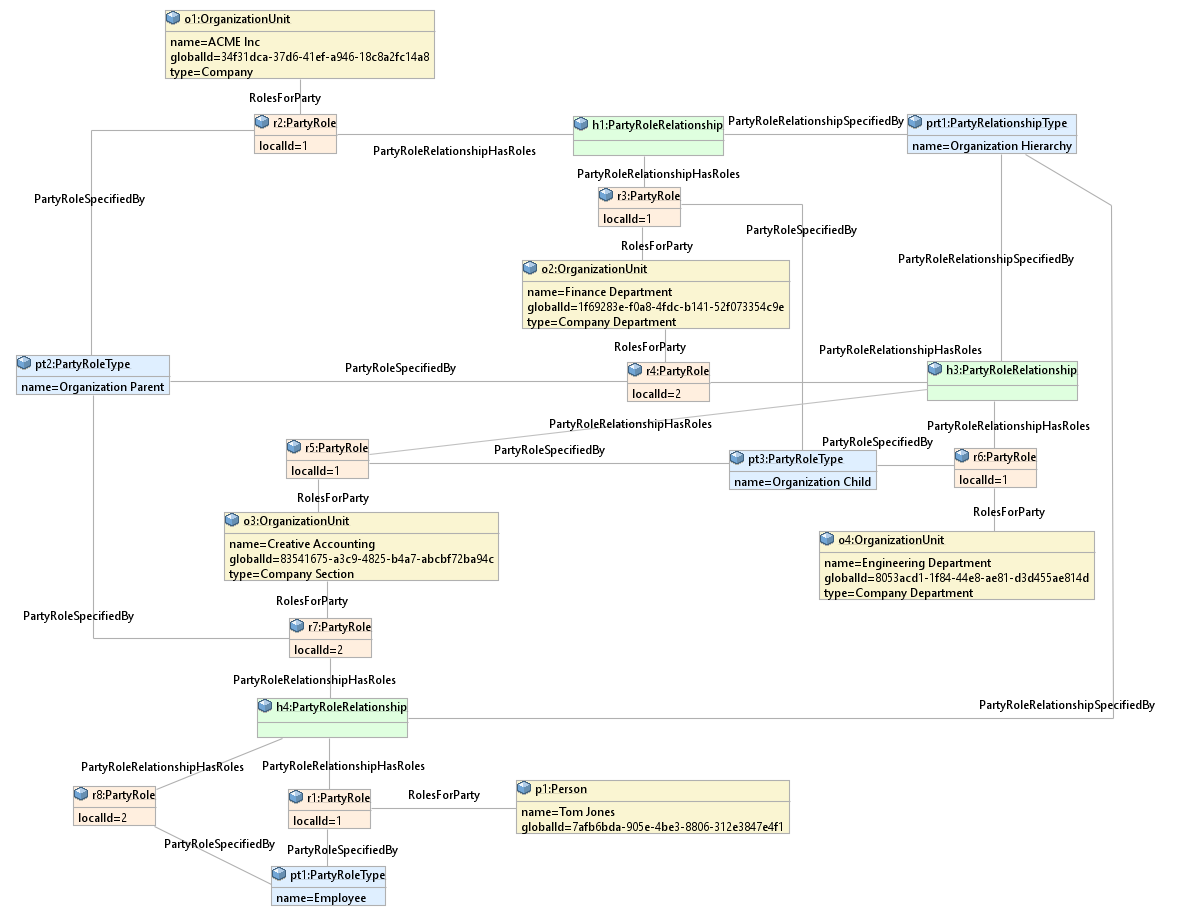 o1:OrganizationUnit
name=ACME Inc
globalId=34f31dca-37d6-41ef-a946-18c8a2fc14a8
type=Company
RolesForParty
r2:PartyRole
localId=1
PartyRoleRelationshipHasRoles
h1:PartyRoleRelationship
PartyRoleRelationshipSpecifiedBy
prt1:PartyRelationshipType
name=Organization Hierarchy
PartyRoleRelationshipHasRoles
PartyRoleSpecifiedBy
r3:PartyRole
localId=1
PartyRoleSpecifiedBy
RolesForParty
PartyRoleRelationshipSpecifiedBy
o2:OrganizationUnit
name=Finance Department
globalId=1f69283e-f0a8-4fdc-b141-52f073354c9e
type=Company Department
RolesForParty
PartyRoleRelationshipHasRoles
pt2:PartyRoleType
name=Organization Parent
PartyRoleSpecifiedBy
r4:PartyRole
localId=2
h3:PartyRoleRelationship
PartyRoleRelationshipHasRoles
PartyRoleRelationshipHasRoles
r5:PartyRole
localId=1
PartyRoleSpecifiedBy
pt3:PartyRoleType
name=Organization Child
PartyRoleSpecifiedBy
r6:PartyRole
localId=1
RolesForParty
RolesForParty
o3:OrganizationUnit
name=Creative Accounting
globalId=83541675-a3c9-4825-b4a7-abcbf72ba94c
type=Company Section
o4:OrganizationUnit
name=Engineering Department
globalId=8053acd1-1f84-44e8-ae81-d3d455ae814d
type=Company Department
RolesForParty
PartyRoleSpecifiedBy
r7:PartyRole
localId=2
PartyRoleRelationshipHasRoles
h4:PartyRoleRelationship
PartyRoleRelationshipSpecifiedBy
PartyRoleRelationshipHasRoles
PartyRoleRelationshipHasRoles
r8:PartyRole
localId=2
r1:PartyRole
localId=1
RolesForParty
p1:Person
name=Tom Jones
globalId=7afb6bda-905e-4be3-8806-312e3847e4f1
PartyRoleSpecifiedBy
PartyRoleSpecifiedBy
pt1:PartyRoleType
name=Employee